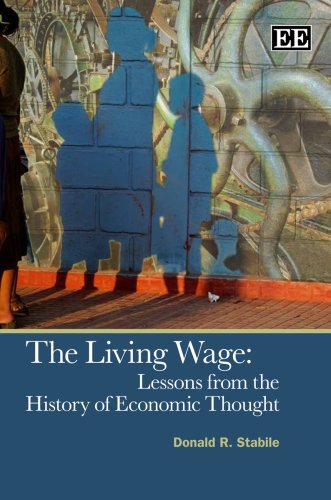 EE
The Living Wage:
Lessons from the
History of Economic Thought
Donald R. Stabile